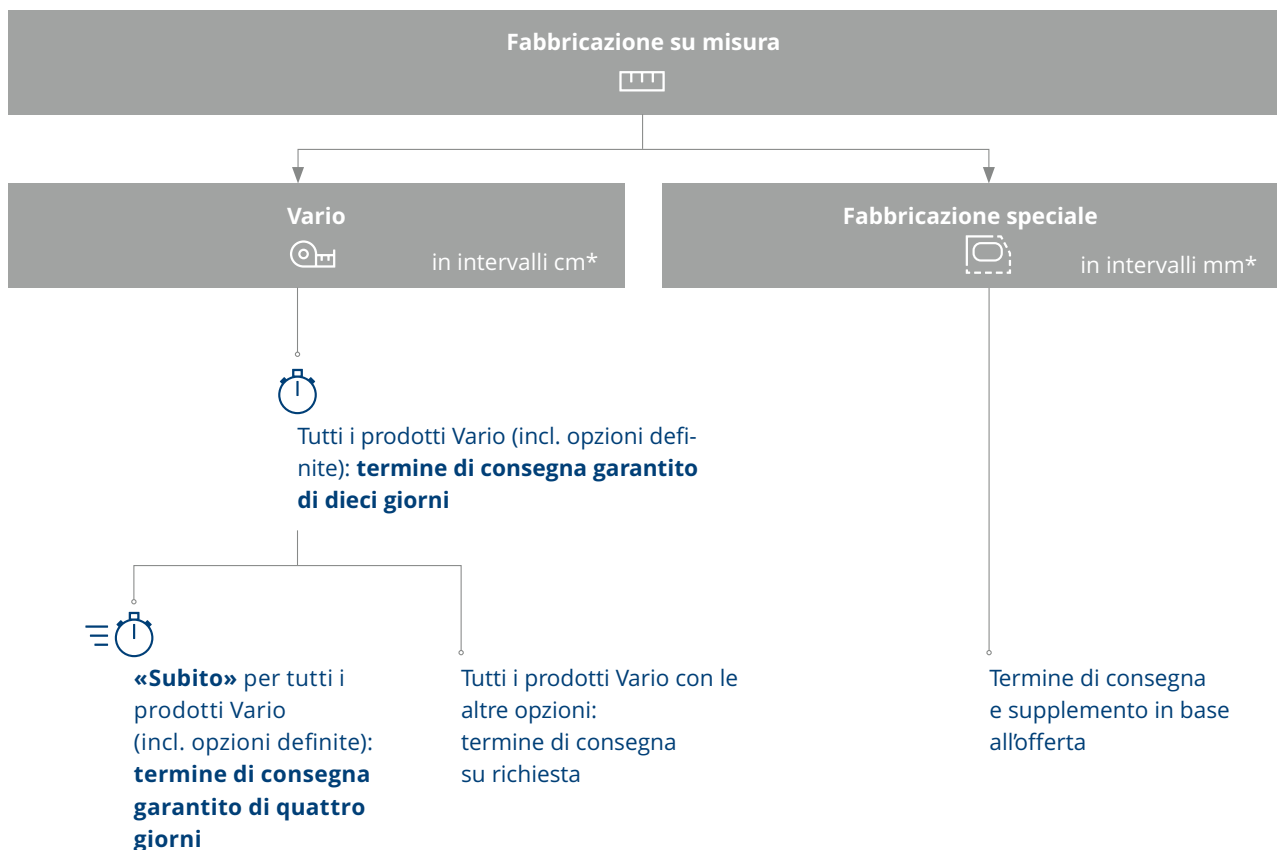 Fabbricazione su misura
Vario
in intervalli cm*
Fabbricazione speciale
in intervalli mm*
Tutti i prodotti Vario (incl. opzioni defi-
nite): termine di consegna garantito
di dieci giorni
«Subito» per tutti i
prodotti Vario
(incl. opzioni definite):
termine di consegna
garantito di quattro
giorni
Tutti i prodotti Vario con le
altre opzioni:
termine di consegna
su richiesta
Termine di consegna
e supplemento in base
all’offerta